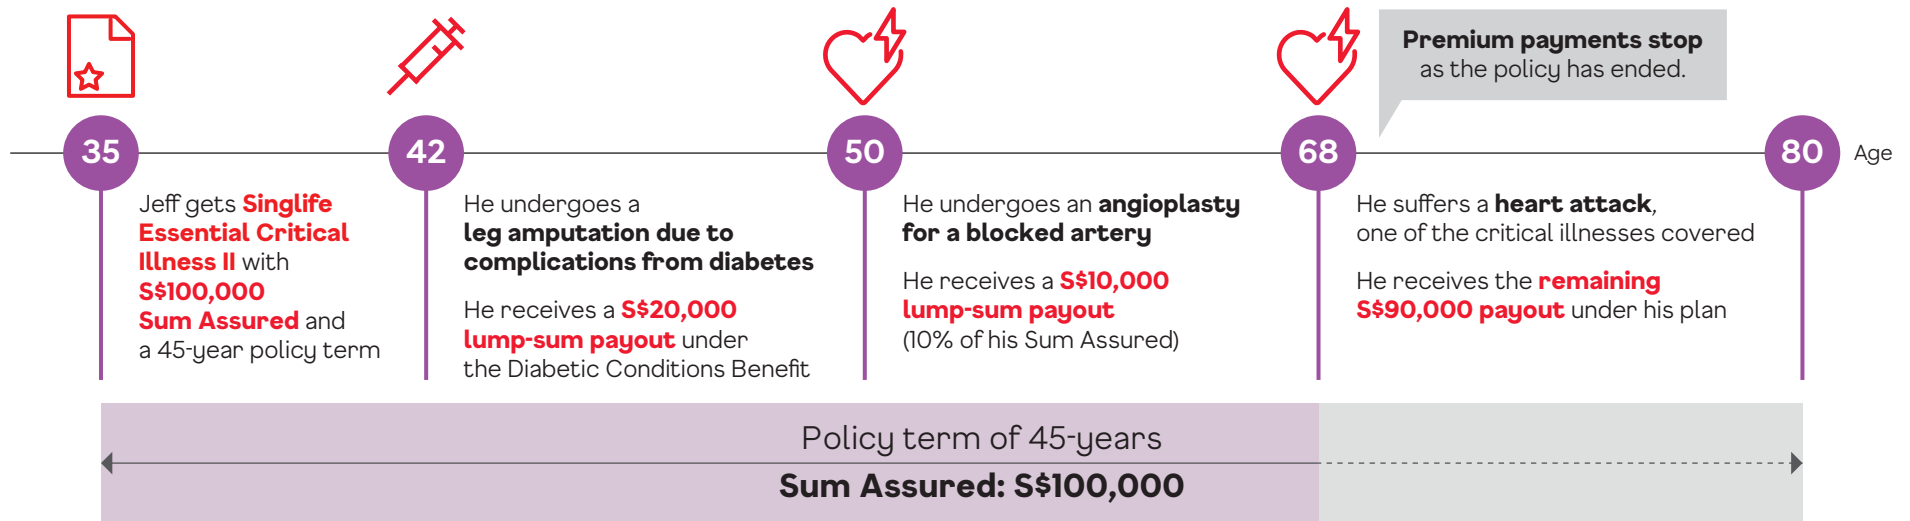 Premium payments stop
as the policy has ended.
35
42
50
68
80
Age
Jeff gets Singlife
Essential Critical
Illness II with
S$100,000
Sum Assured and
a 45-year policy term
He undergoes a
leg amputation due to
complications from diabetes
He receives a S$20,000
lump-sum payout under
the Diabetic Conditions Benefit
He undergoes an angioplasty
for a blocked artery
He receives a S$10,000
lump-sum payout
(10% of his Sum Assured)
He suffers a heart attack,
one of the critical illnesses covered
He receives the remaining
S$90,000 payout under his plan
Policy term of 45-years
Sum Assured: S$100,000